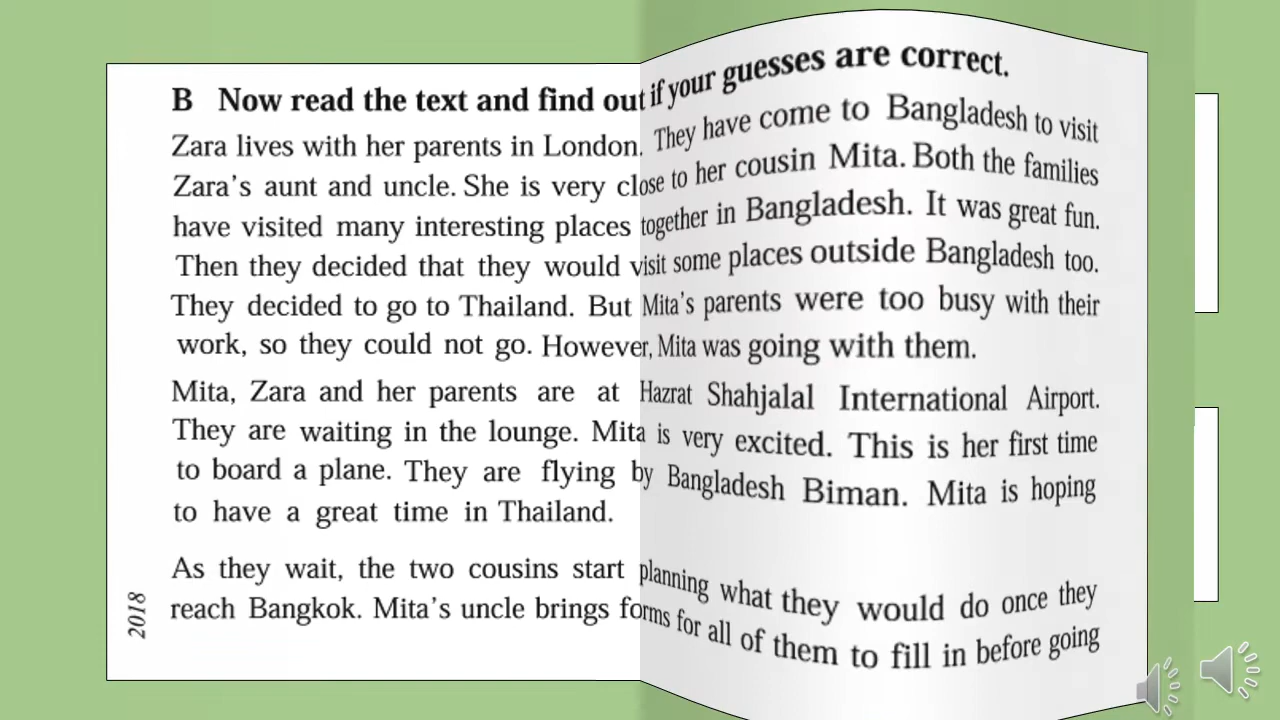 B Now read the text and find out if your guesses are correct.
Zara lives with her parents in London. They have come to Bangladesh to visit
Zara's aunt and uncle. She is very close to her cousin Mita. Both the families
have visited many interesting places together in Bangladesh. It was great fun.
Then they decided that they would visit some places outside Bangladesh too.
They decided to go to Thailand. But Mita's parents were too busy with their
work, so they could not go. However, Mita was going with them.
Mita, Zara and her parents are at Hazrat Shahjalal International Airport.
They are waiting in the lounge. Mita is very excited. This is her first time
to board a plane. They are flying by Bangladesh Biman. Mita is hoping
to have a great time in Thailand.
As they wait, the two cousins start planning what they would do once they
reach Bangkok. Mita's uncle brings forms for all of them to fill in before going
2018